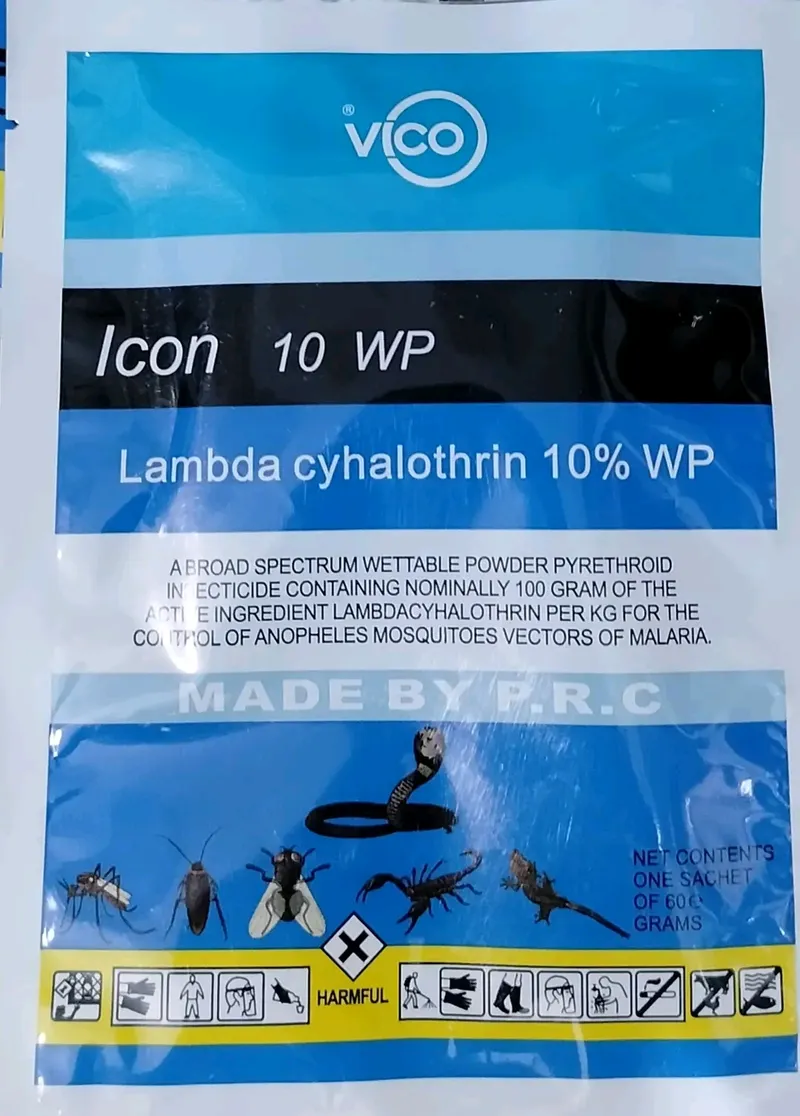 ®
VICO
Icon 10 WP
Lambda cyhalothrin 10% WP
A BROAD SPECTRUM WETTABLE POWDER PYRETHROID
INSECTICIDE CONTAINING NOMINALLY 100 GRAM OF THE
ACTIVE INGREDIENT LAMBDACYHALOTHRIN PER KG FOR THE
CONTROL OF ANOPHELES MOSQUITOES VECTORS OF MALARIA.
MADE BY P.R.C
NET CONTENTS
ONE SACHET
OF 60℮
GRAMS
HARMFUL